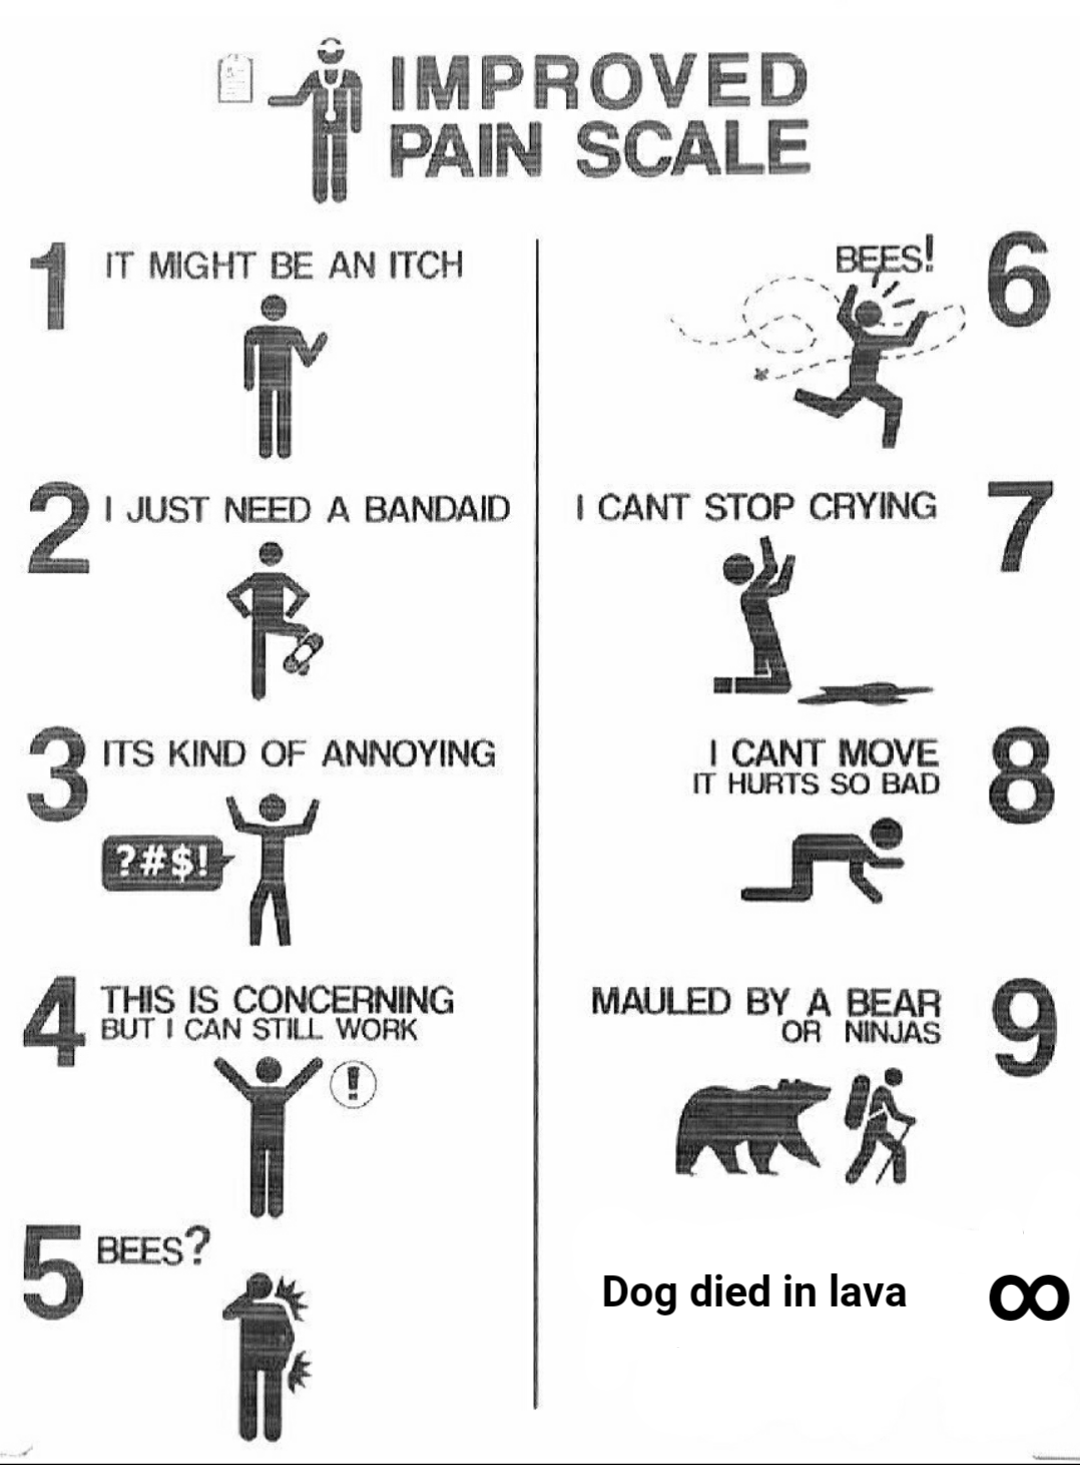 IMPROVED
PAIN SCALE
1
IT MIGHT BE AN ITCH
2
I JUST NEED A BANDAID
3
ITS KIND OF ANNOYING
?#$!
4
THIS IS CONCERNING
BUT I CAN STILL WORK
!
5
BEES?
6
BEES!
7
I CANT STOP CRYING
8
I CANT MOVE
IT HURTS SO BAD
9
MAULED BY A BEAR
OR NINJAS
∞
Dog died in lava